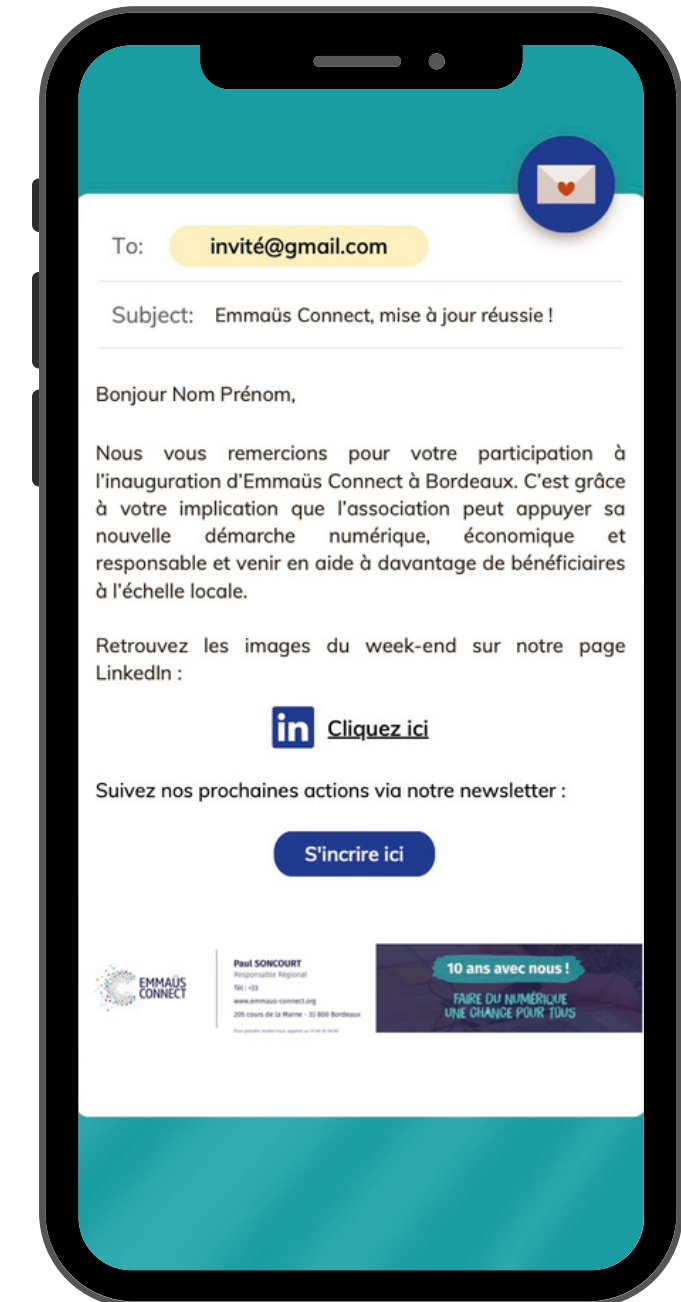 To: invité@gmail.com
Subject: Emmaüs Connect, mise à jour réussie !
Bonjour Nom Prénom,
Nous vous remercions pour votre participation à
l'inauguration d'Emmaüs Connect à Bordeaux. C'est grâce
à votre implication que l'association peut appuyer sa
nouvelle démarche numérique, économique et
responsable et venir en aide à davantage de bénéficiaires
à l'échelle locale.
Retrouvez les images du week-end sur notre page
LinkedIn :
in Cliquez ici
Suivez nos prochaines actions via notre newsletter :
S'incrire ici
EMMAÜS
CONNECT
Paul SONCOURT
Responsable Régional
Tél : +33
www.emmaus-connect.org
205 cours de la Marne - 33 800 Bordeaux
10 ans avec nous !
FAIRE DU NUMÉRIQUE
UNE CHANCE POUR TOUS